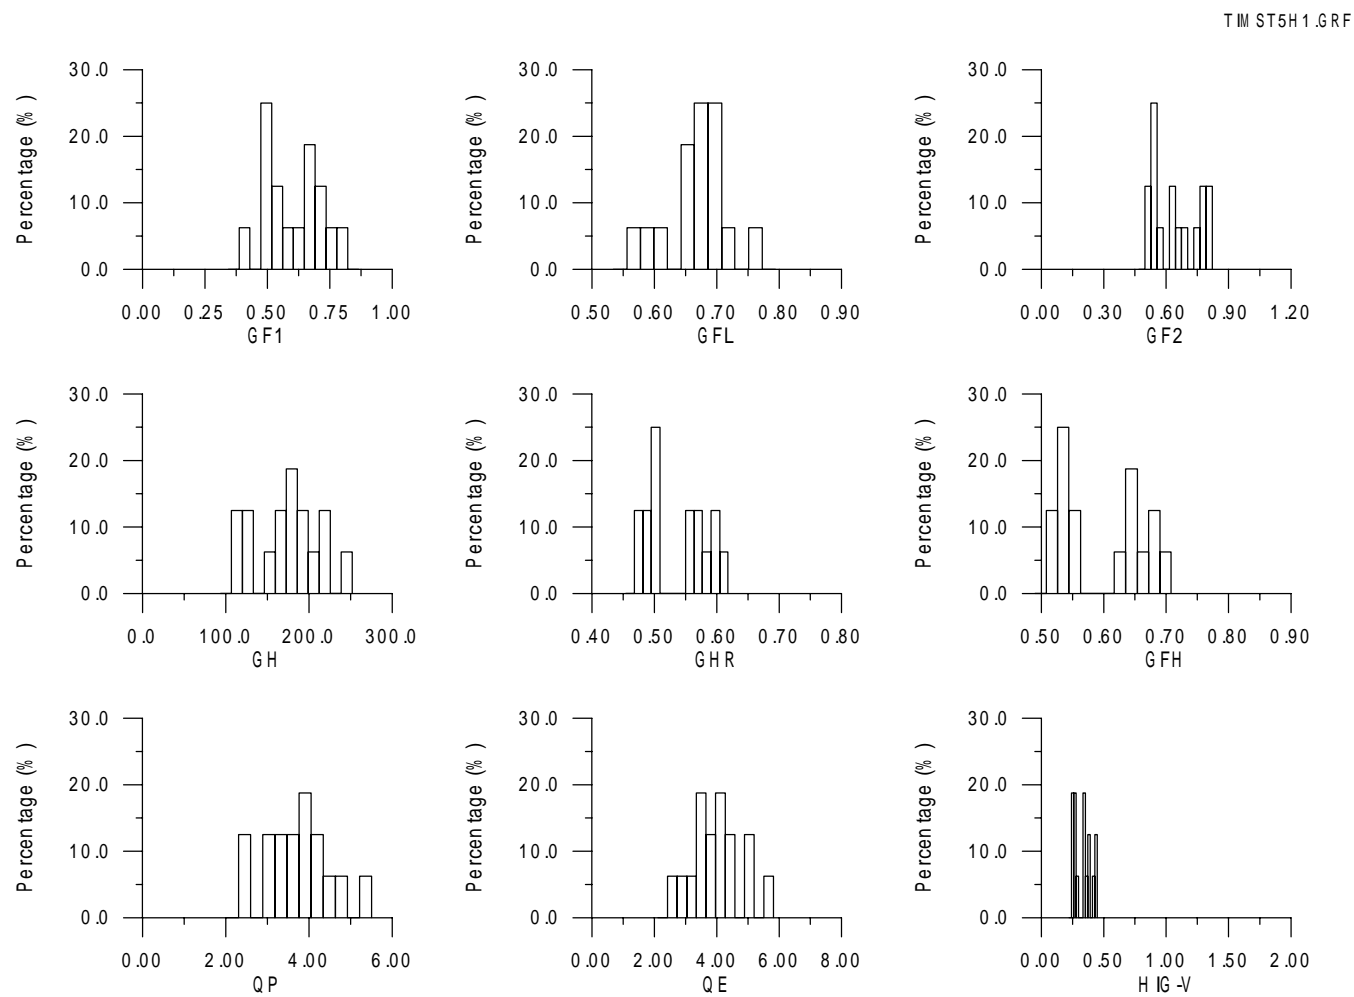 TIMST5H1.GRF
30.0
20.0
10.0
0.0
Percentage (%)
0.00 0.25 0.50 0.75 1.00
GF1
30.0
20.0
10.0
0.0
Percentage (%)
0.50 0.60 0.70 0.80 0.90
GFL
30.0
20.0
10.0
0.0
Percentage (%)
0.00 0.30 0.60 0.90 1.20
GF2
30.0
20.0
10.0
0.0
Percentage (%)
0.0 100.0 200.0 300.0
GH
30.0
20.0
10.0
0.0
Percentage (%)
0.40 0.50 0.60 0.70 0.80
GHR
30.0
20.0
10.0
0.0
Percentage (%)
0.50 0.60 0.70 0.80 0.90
GFH
30.0
20.0
10.0
0.0
Percentage (%)
0.00 2.00 4.00 6.00
QP
30.0
20.0
10.0
0.0
Percentage (%)
0.00 2.00 4.00 6.00 8.00
QE
30.0
20.0
10.0
0.0
Percentage (%)
0.00 0.50 1.00 1.50 2.00
HIG-V